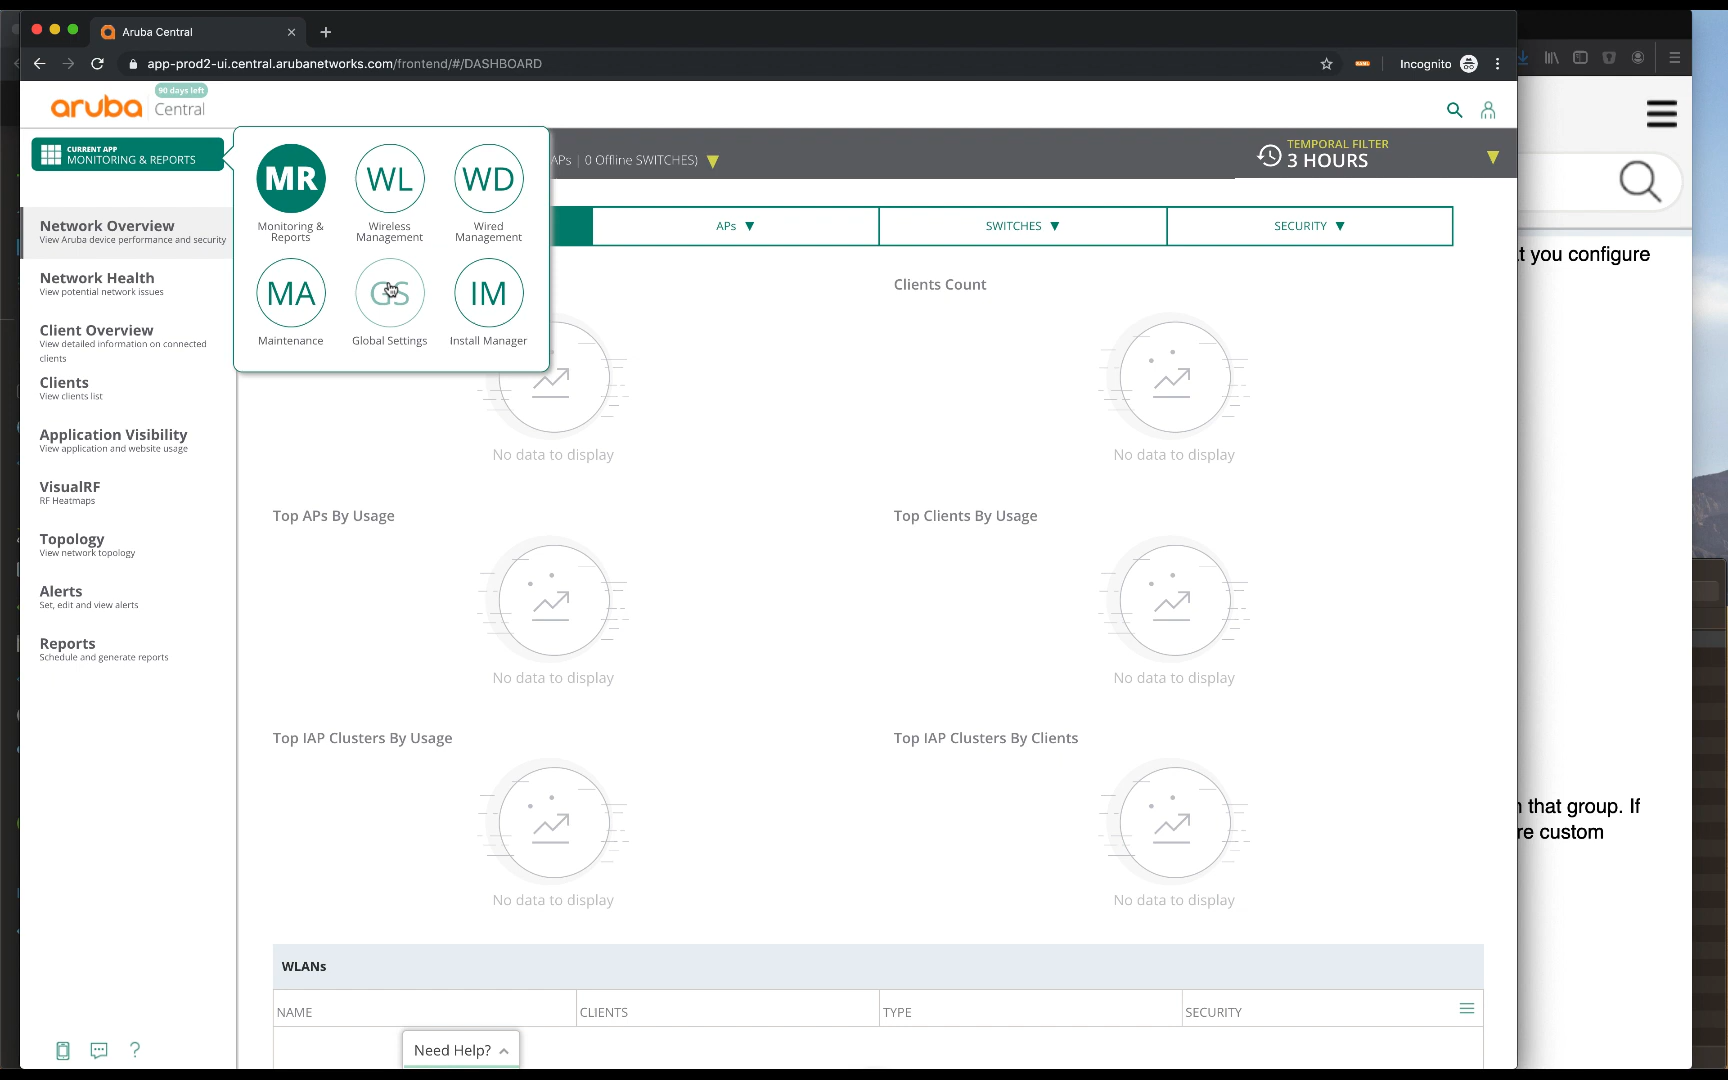 Aruba Central
app-prod2-ui.central.arubanetworks.com/frontend/#/DASHBOARD
Incognito
aruba
Central
90 days left
CURRENT APP
MONITORING & REPORTS
MR
Monitoring &
Reports
WL
Wireless
Management
WD
Wired
Management
MA
Maintenance
GS
Global Settings
IM
Install Manager
APs | 0 Offline SWITCHES)
TEMPORAL FILTER
3 HOURS
APs
SWITCHES
SECURITY
Network Overview
View Aruba device performance and security
Network Health
View potential network issues
Client Overview
View detailed information on connected
clients
Clients
View clients list
Application Visibility
View application and website usage
VisualRF
RF Heatmaps
Topology
View network topology
Alerts
Set, edit and view alerts
Reports
Schedule and generate reports
Clients Count
No data to display
No data to display
Top APs By Usage
Top Clients By Usage
No data to display
No data to display
Top IAP Clusters By Usage
Top IAP Clusters By Clients
No data to display
No data to display
WLANs
NAME
CLIENTS
TYPE
SECURITY
Need Help?
?
you configure
that group. If
custom